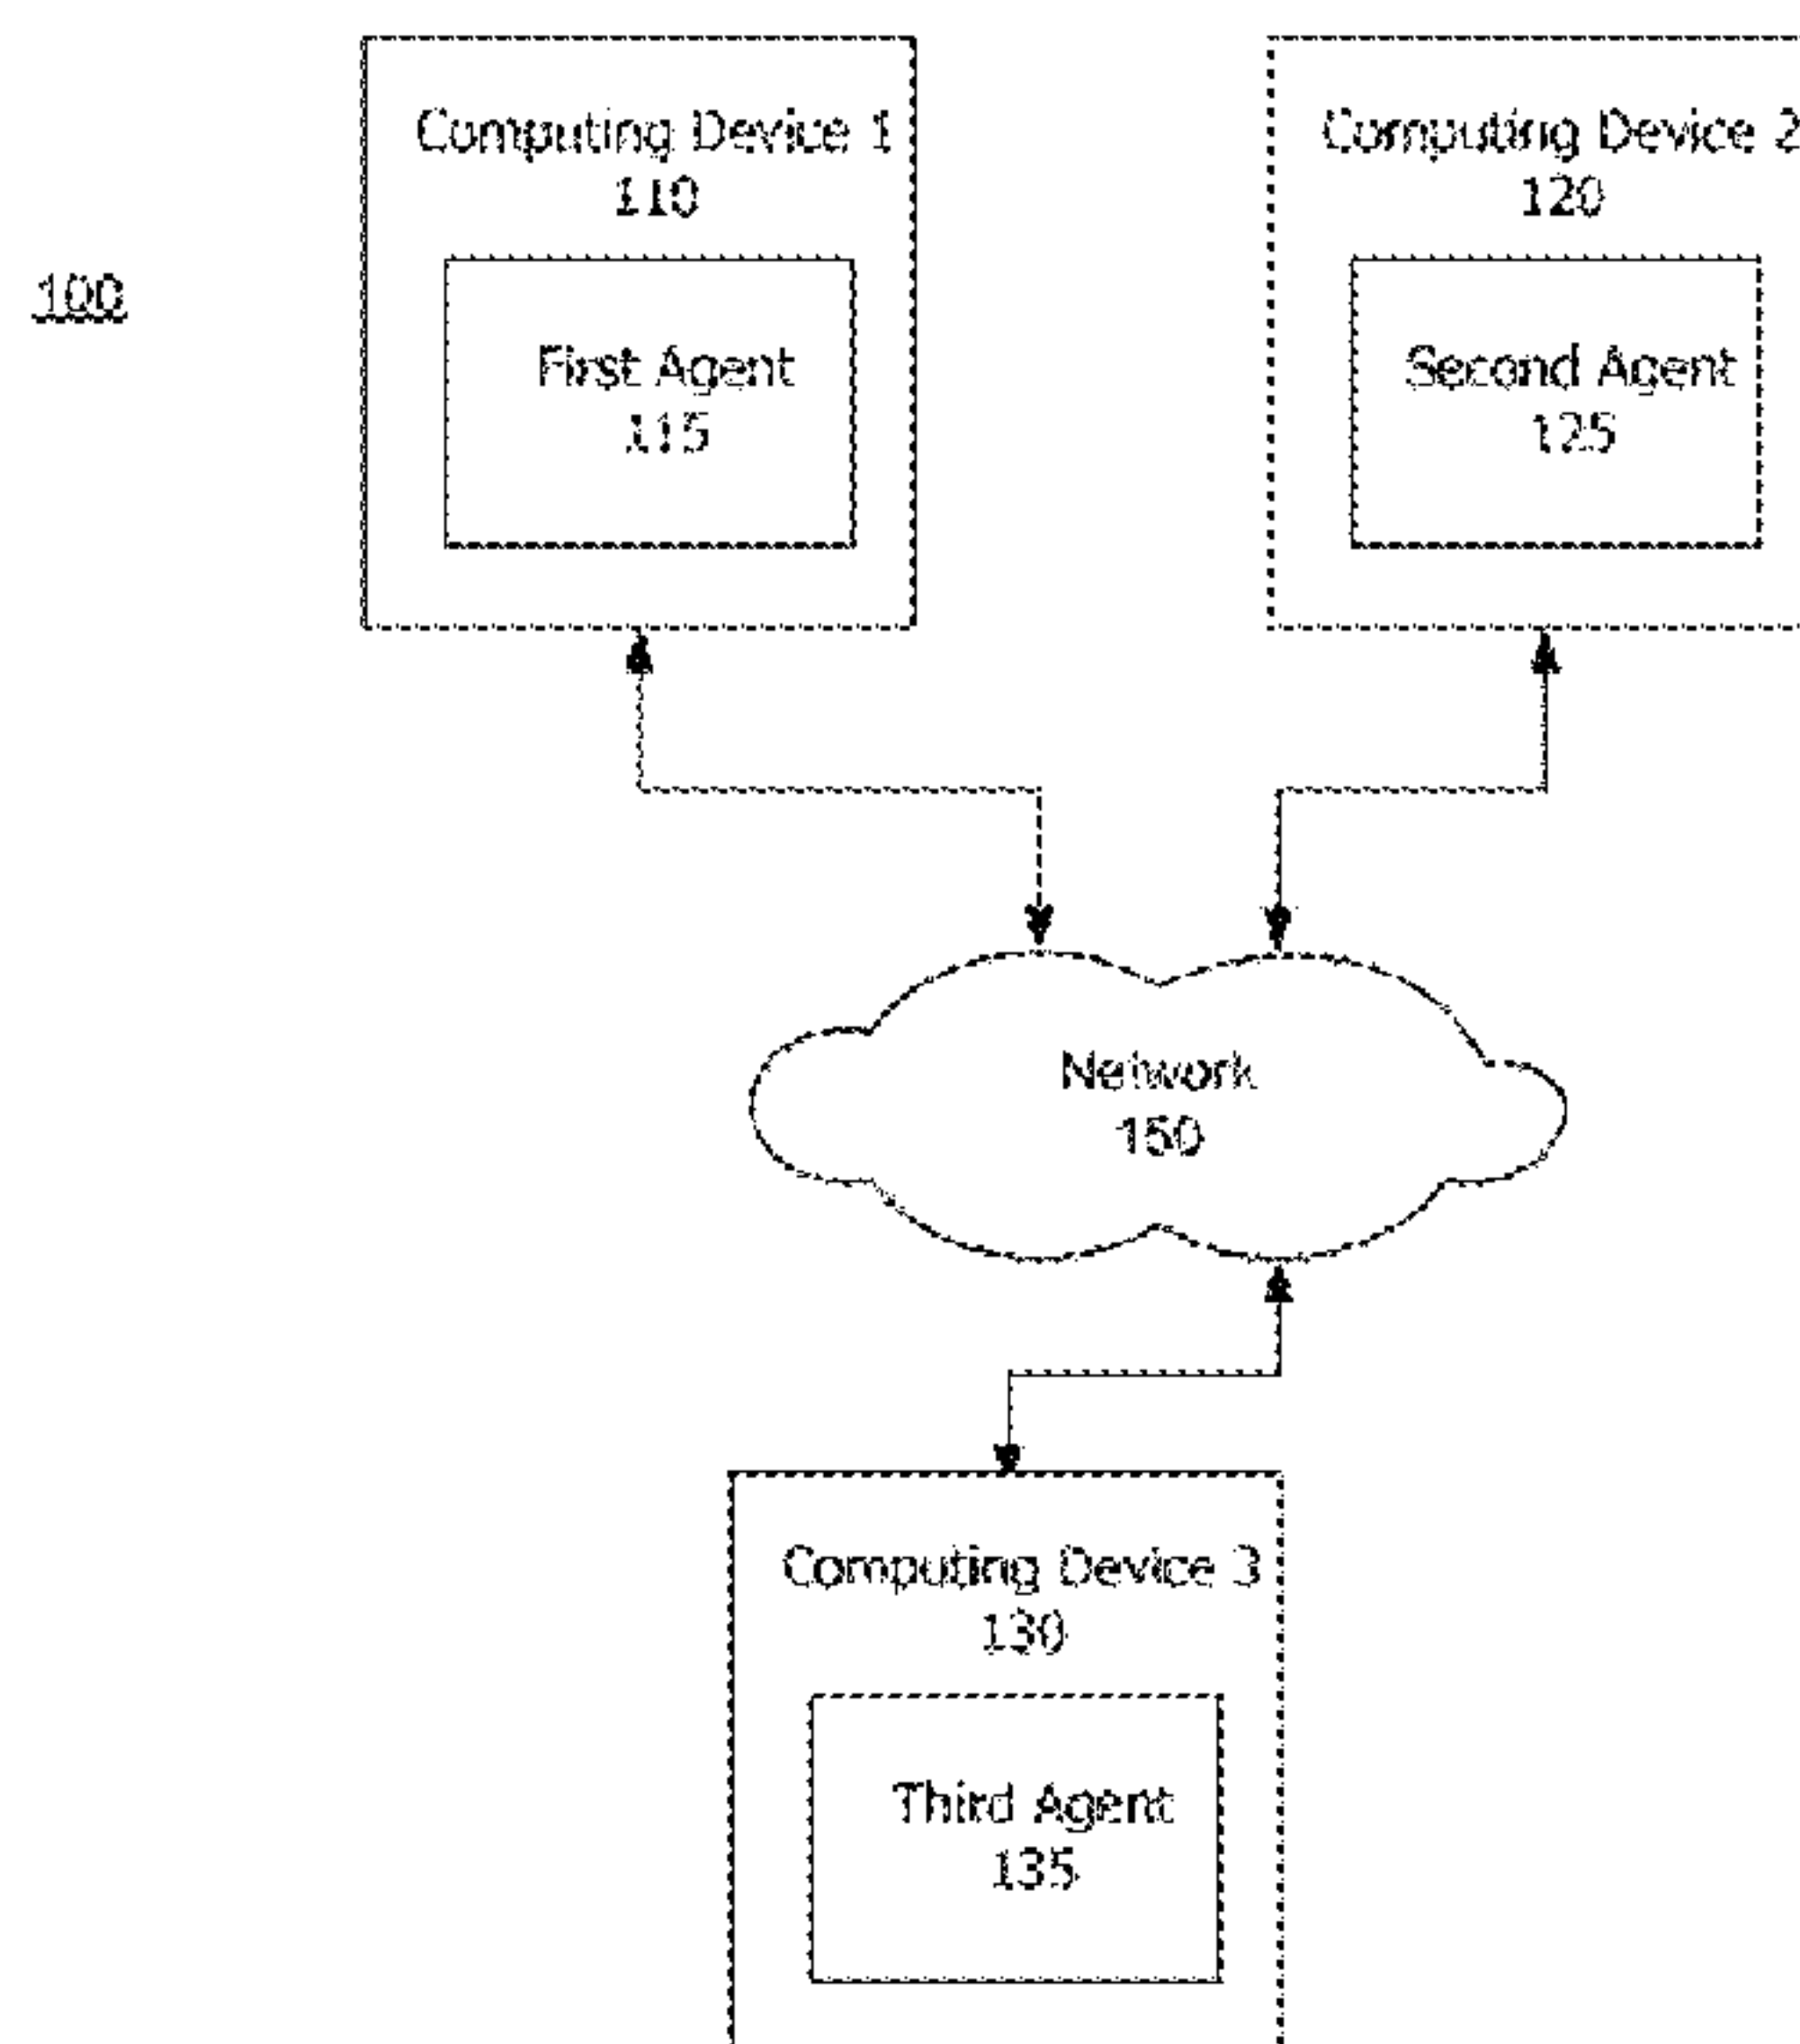 Computing Device 1
110
Computing Device 2
120
100
First Agent
115
Second Agent
125
Network
150
Computing Device 3
130
Third Agent
135